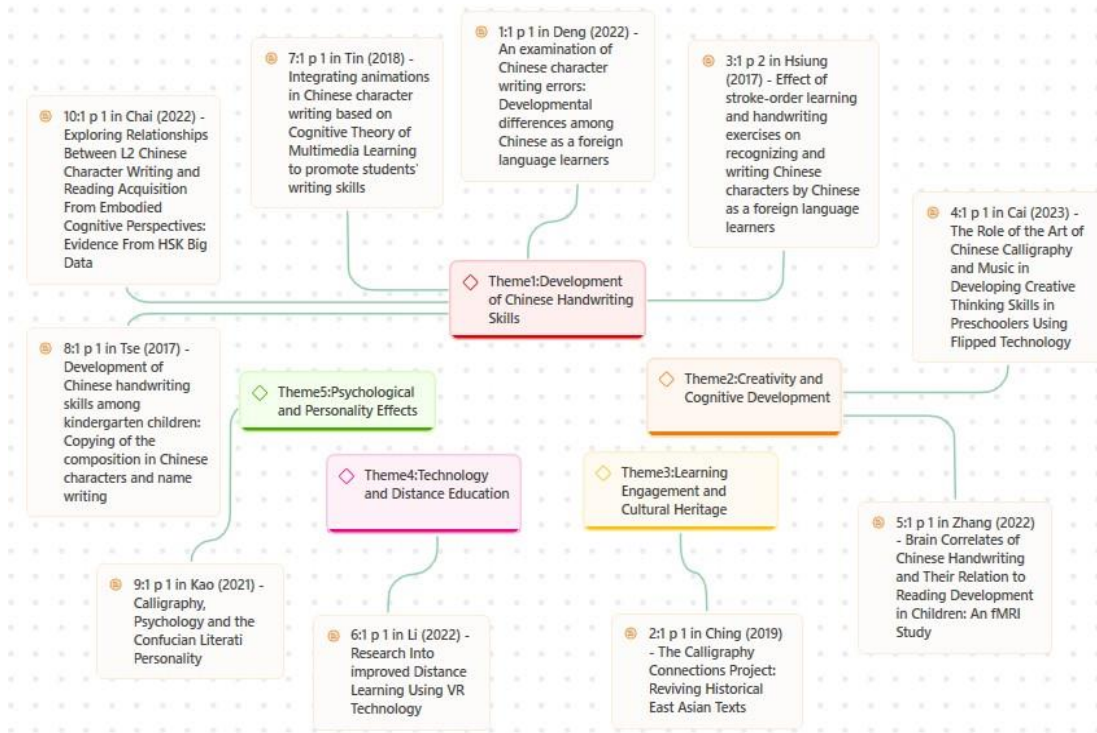 10:1 p 1 in Chai (2022) -
Exploring Relationships
Between L2 Chinese
Character Writing and
Reading Acquisition
From Embodied
Cognitive Perspectives:
Evidence From HSK Big
Data
7:1 p 1 in Tin (2018) -
Integrating animations
in Chinese character
writing based on
Cognitive Theory of
Multimedia Learning
to promote students'
writing skills
1:1 p 1 in Deng (2022) -
An examination of
Chinese character
writing errors:
Developmental
differences among
Chinese as a foreign
language learners
3:1 p 2 in Hsiung
(2017) - Effect of
stroke-order learning
and handwriting
exercises on
recognizing and
writing Chinese
characters by Chinese
as a foreign language
learners
4:1 p 1 in Cai (2023) -
The Role of the Art of
Chinese Calligraphy
and Music in
Developing Creative
Thinking Skills in
Preschoolers Using
Flipped Technology
Theme1:Development
of Chinese Handwriting
Skills
8:1 p 1 in Tse (2017) -
Development of
Chinese handwriting
skills among
kindergarten children:
Copying of the
composition in Chinese
characters and name
writing
Theme5:Psychological
and Personality Effects
Theme2:Creativity and
Cognitive Development
Theme4:Technology
and Distance Education
Theme3:Learning
Engagement and
Cultural Heritage
9:1 p 1 in Kao (2021) -
Calligraphy,
Psychology and the
Confucian Literati
Personality
6:1 p 1 in Li (2022) -
Research Into
improved Distance
Learning Using VR
Technology
2:1 p 1 in Ching (2019)
- The Calligraphy
Connections Project:
Reviving Historical
East Asian Texts
5:1 p 1 in Zhang (2022)
- Brain Correlates of
Chinese Handwriting
and Their Relation to
Reading Development
in Children: An fMRI
Study